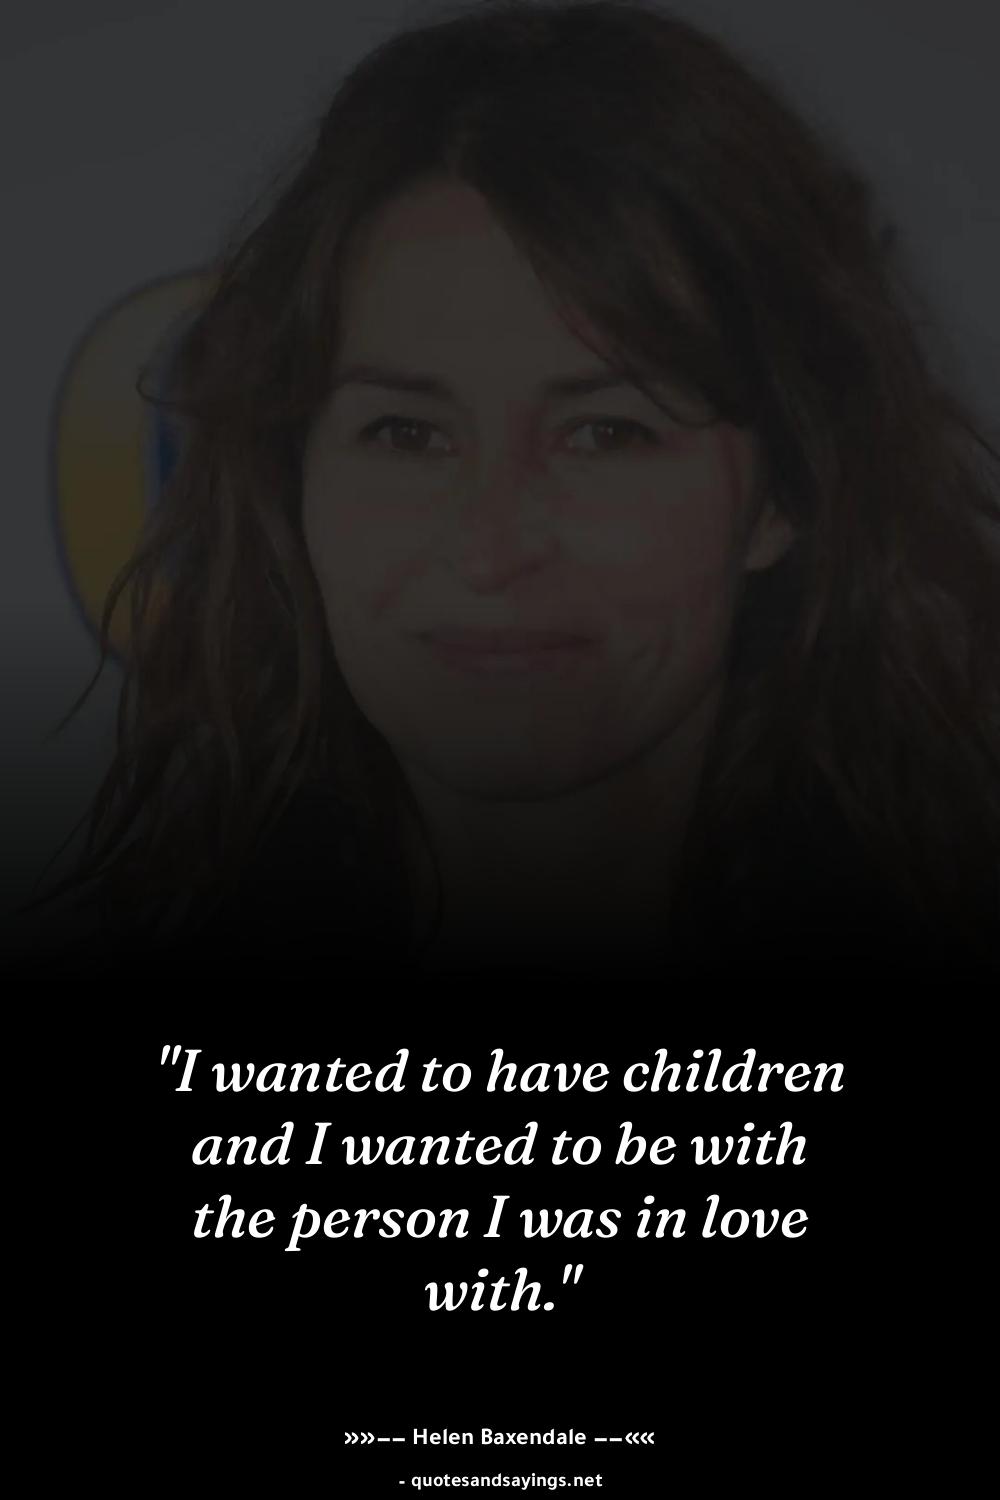 "I wanted to have children
and I wanted to be with
the person I was in love
with."
»»−− Helen Baxendale −−««
- quotesandsayings.net